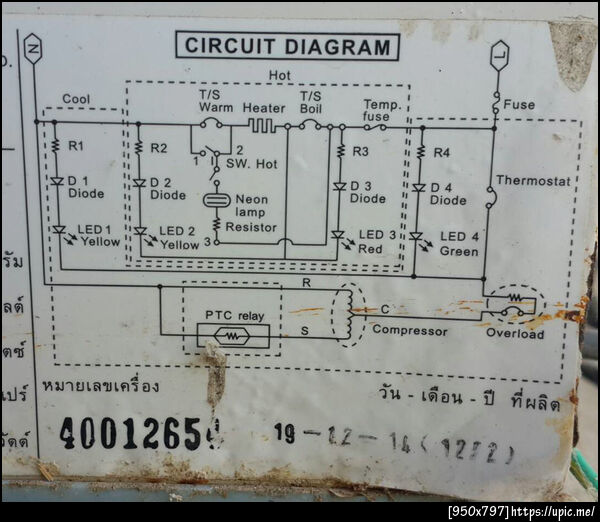 CIRCUIT DIAGRAM
N
L
Hot
Cool
T/S Warm
Heater
T/S Boil
Temp. fuse
Fuse
R1
R2
1
2
SW. Hot
R3
R4
D 1 Diode
D 2 Diode
Neon lamp
Resistor
D 3 Diode
D 4 Diode
Thermostat
LED 1 Yellow
LED 2 Yellow
3
LED 3 Red
LED 4 Green
R
PTC relay
S
C
Compressor
Overload
หมายเลขเครื่อง
วัน - เดือน - ปี ที่ผลิต
4001265
19-12-14(1272)
[950x797]https://upic.me/